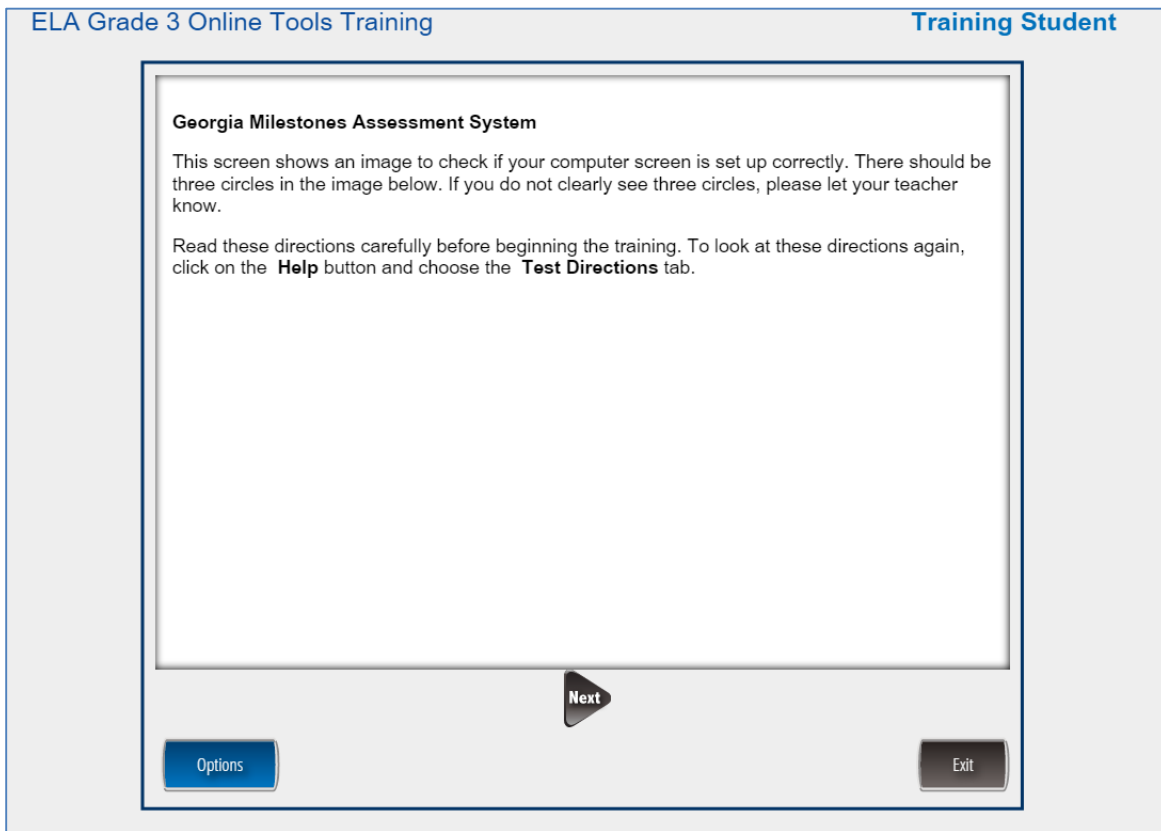 ELA Grade 3 Online Tools Training
Training Student
Georgia Milestones Assessment System
This screen shows an image to check if your computer screen is set up correctly. There should be
three circles in the image below. If you do not clearly see three circles, please let your teacher
know.
Read these directions carefully before beginning the training. To look at these directions again,
click on the Help button and choose the Test Directions tab.
Next
Options
Exit